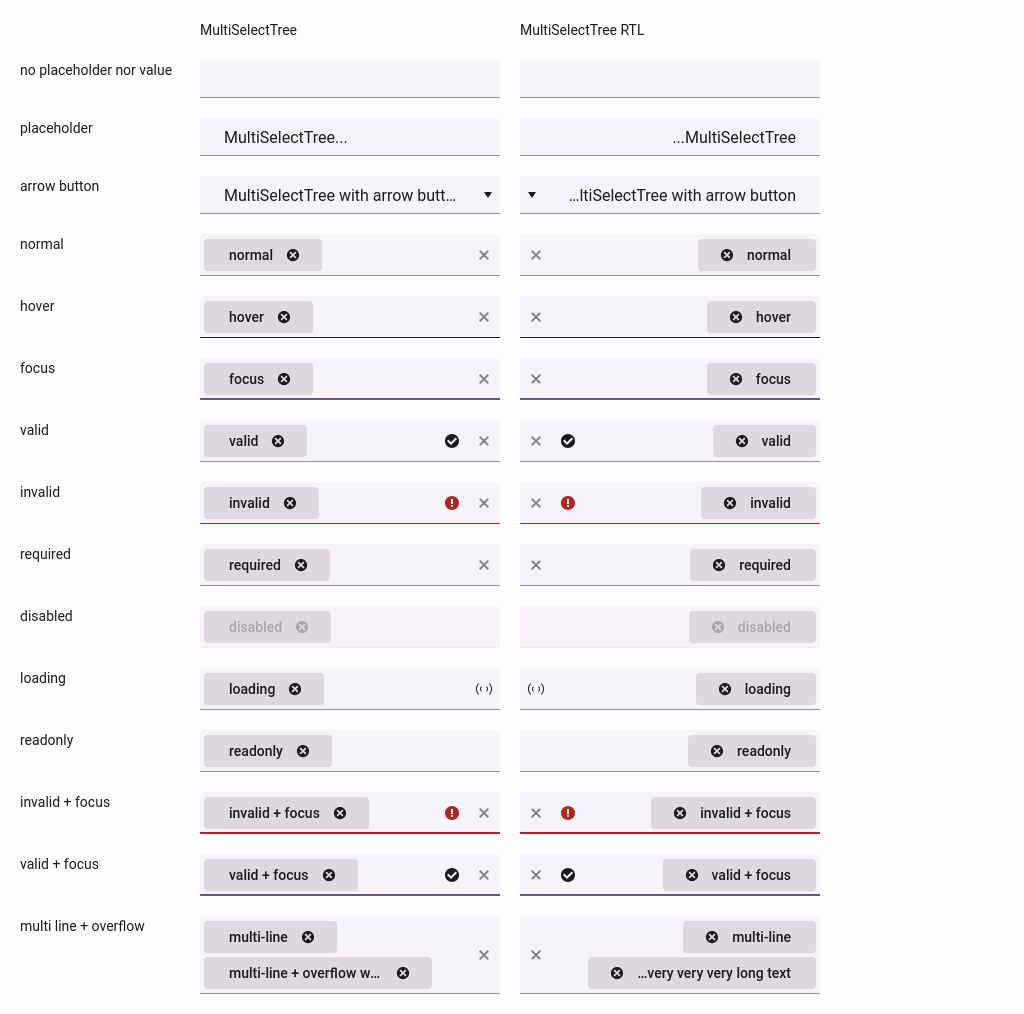 MultiSelectTree MultiSelectTree RTL
no placeholder nor value
placeholder MultiSelectTree... ...MultiSelectTree
arrow button MultiSelectTree with arrow butt... ...ltiSelectTree with arrow button
normal normal normal
hover hover hover
focus focus focus
valid valid valid
invalid invalid invalid
required required required
disabled disabled disabled
loading loading loading
readonly readonly readonly
invalid + focus invalid + focus invalid + focus
valid + focus valid + focus valid + focus
multi line + overflow multi-line multi-line
multi-line + overflow w... ...very very very long text